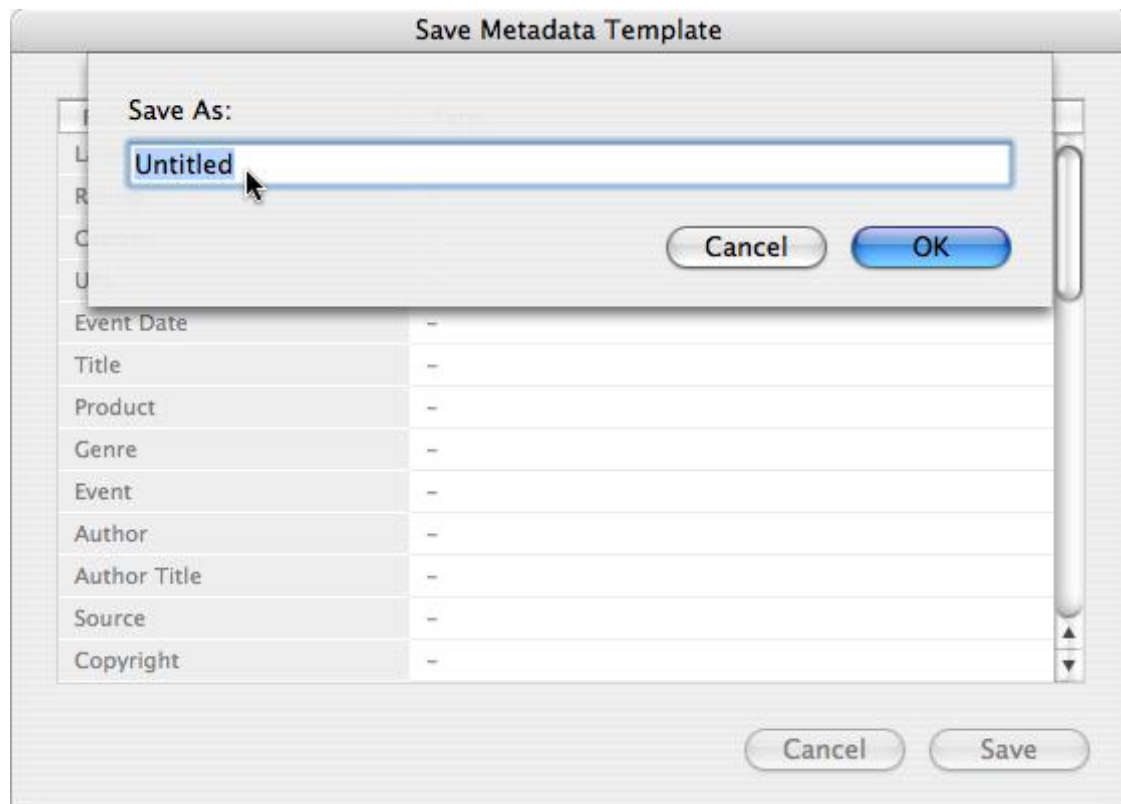 Save Metadata Template
Save As:
Untitled
Cancel OK
Event Date –
Title –
Product –
Genre –
Event –
Author –
Author Title –
Source –
Copyright –
Cancel Save